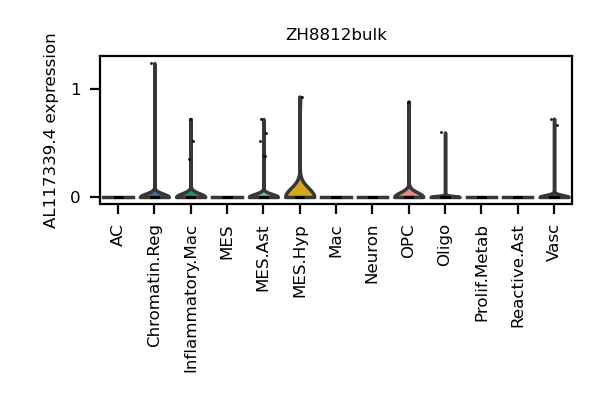 ZH8812bulk
AL117339.4 expression
1
0
AC
Chromatin.Reg
Inflammatory.Mac
MES
MES.Ast
MES.Hyp
Mac
Neuron
OPC
Oligo
Prolif.Metab
Reactive.Ast
Vasc